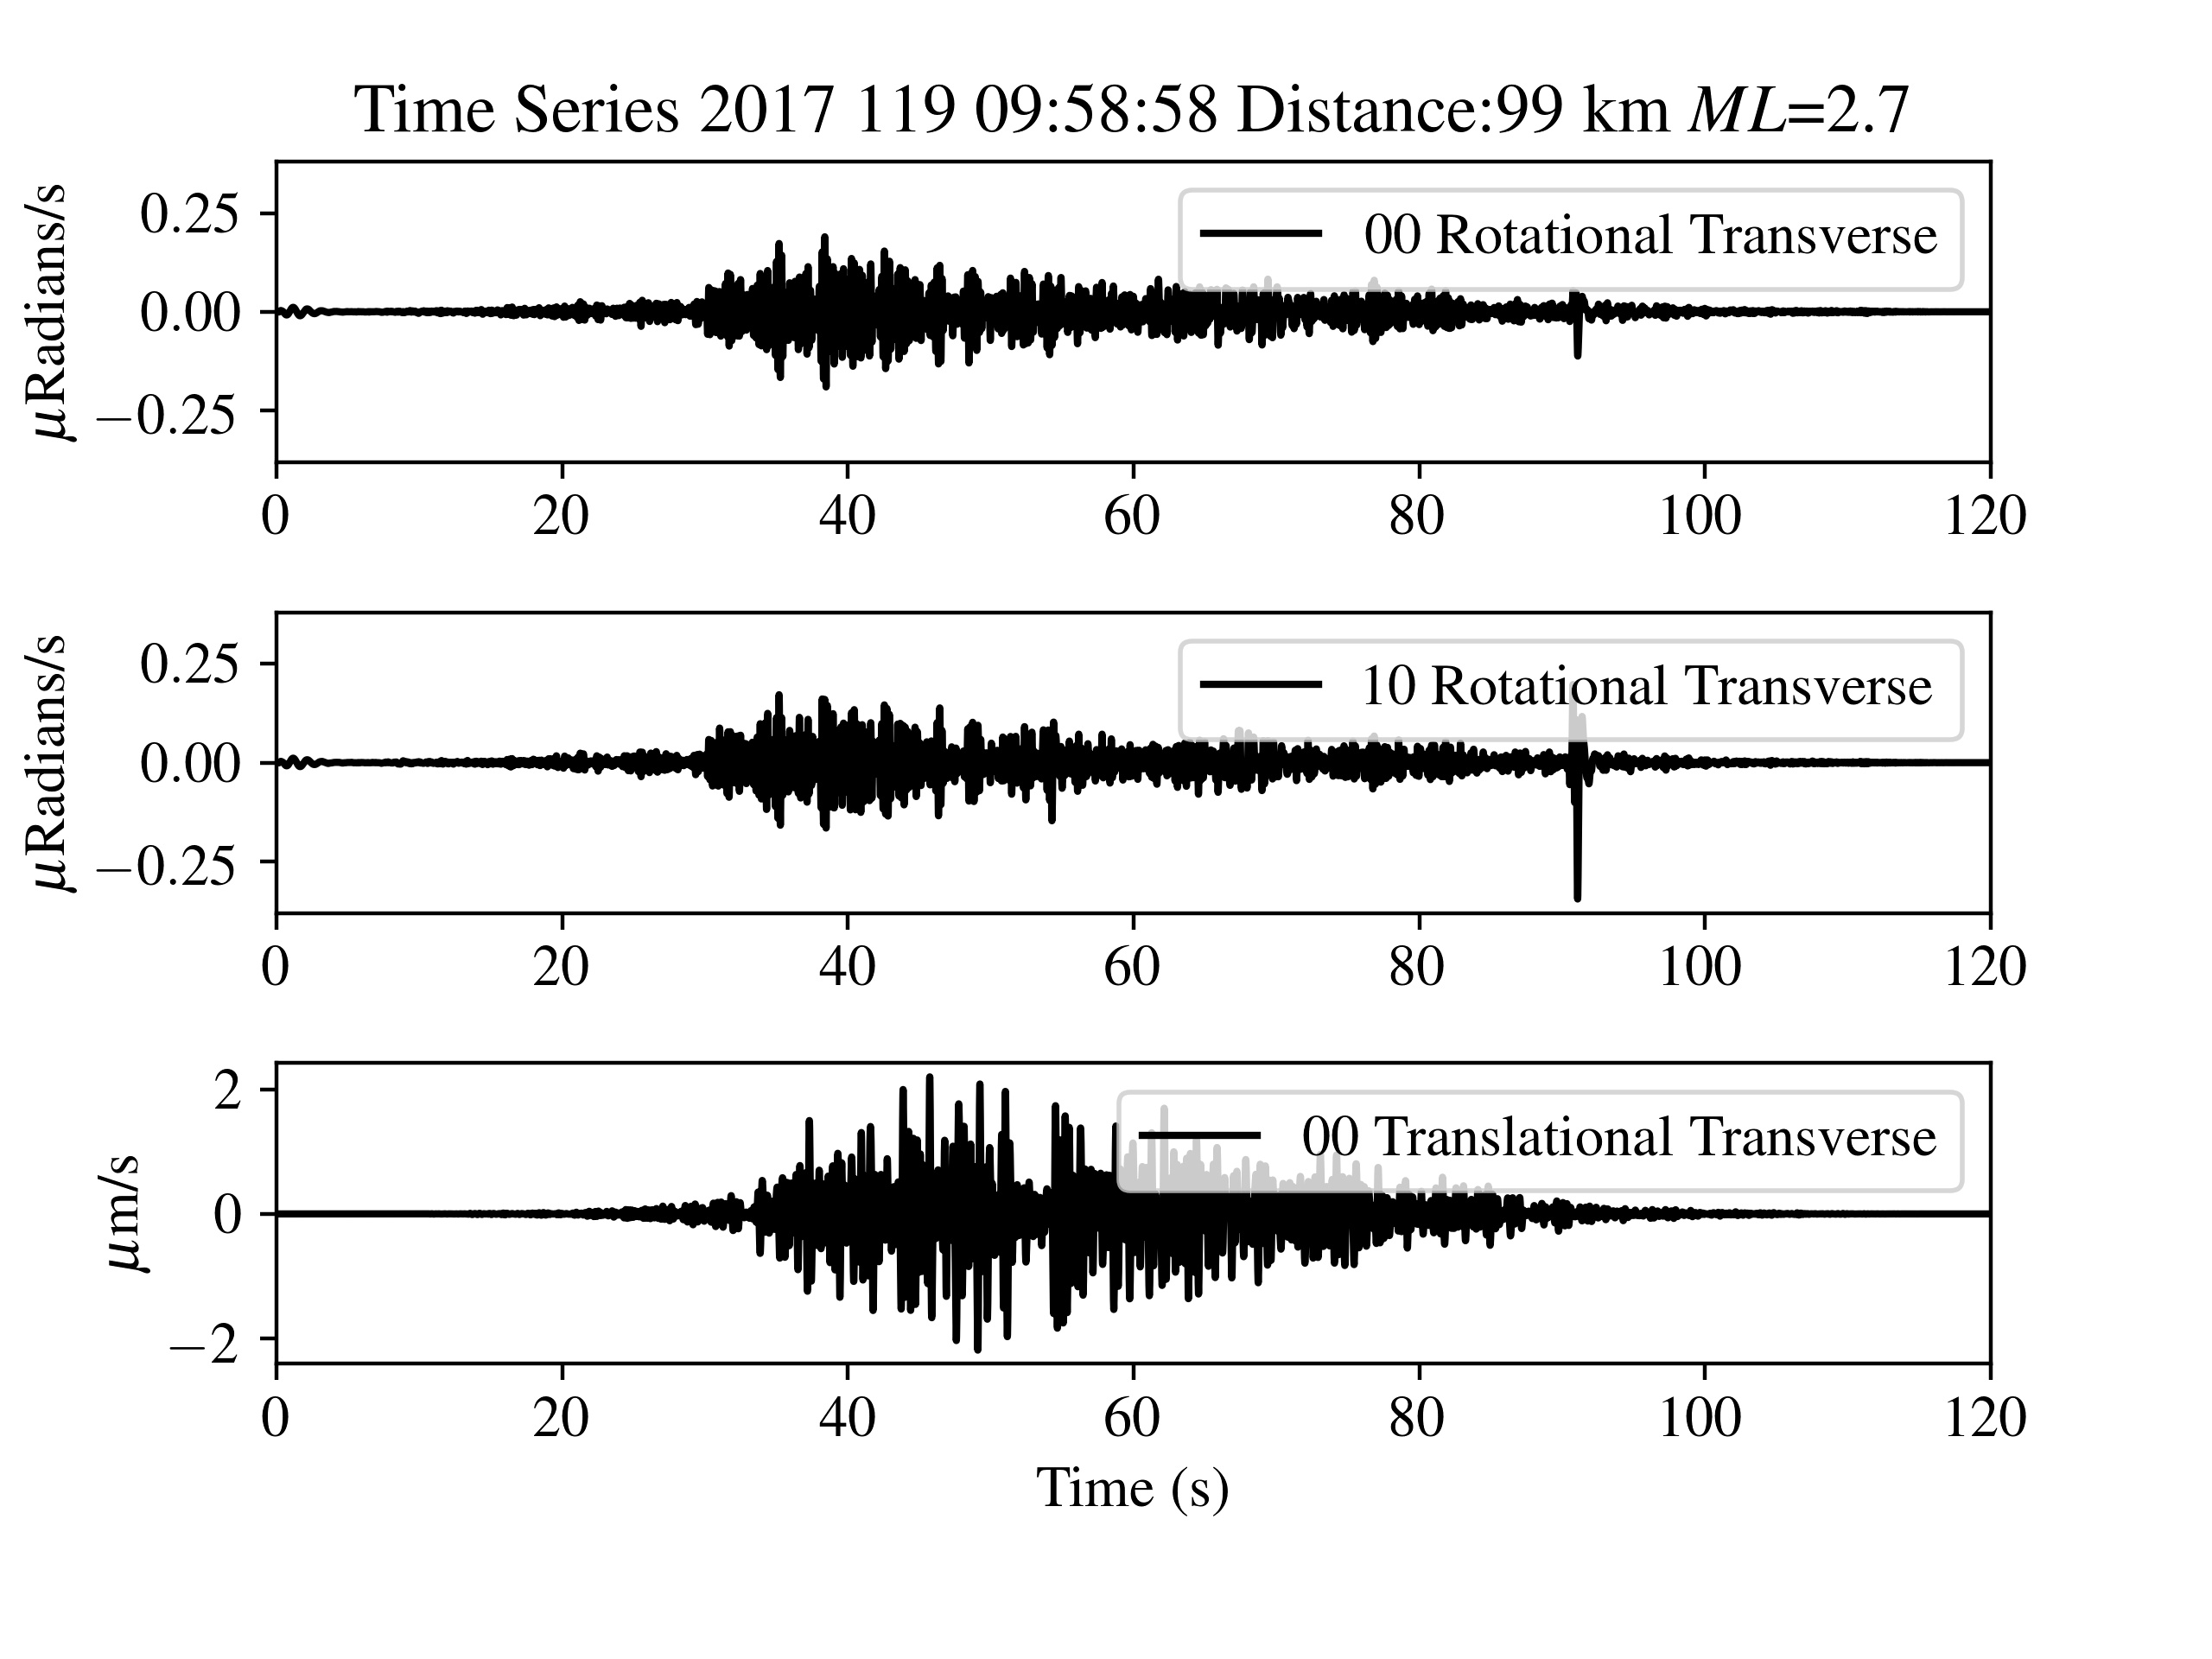 Time Series 2017 119 09:58:58 Distance:99 km ML=2.7
μRadians/s
0.25
0.00
−0.25
00 Rotational Transverse
0 20 40 60 80 100 120
μRadians/s
0.25
0.00
−0.25
10 Rotational Transverse
0 20 40 60 80 100 120
μm/s
2
0
−2
00 Translational Transverse
0 20 40 60 80 100 120
Time (s)